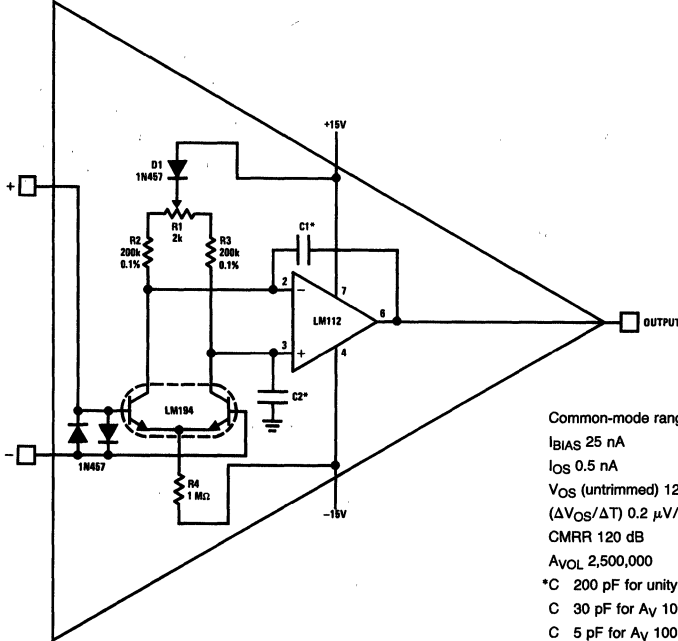 +15V
D1
1N457
+
R1
2k
C1*
R2
200k
0.1%
R3
200k
0.1%
2
−
7
LM112
6
OUTPUT
3
+
4
C2*
LM194
−
1N457
R4
1 MΩ
−15V
Common-mode rang
IBIAS 25 nA
IOS 0.5 nA
VOS (untrimmed) 12
(ΔVOS/ΔT) 0.2 μV/
CMRR 120 dB
AVOL 2,500,000
*C 200 pF for unity
C 30 pF for AV 10
C 5 pF for AV 100